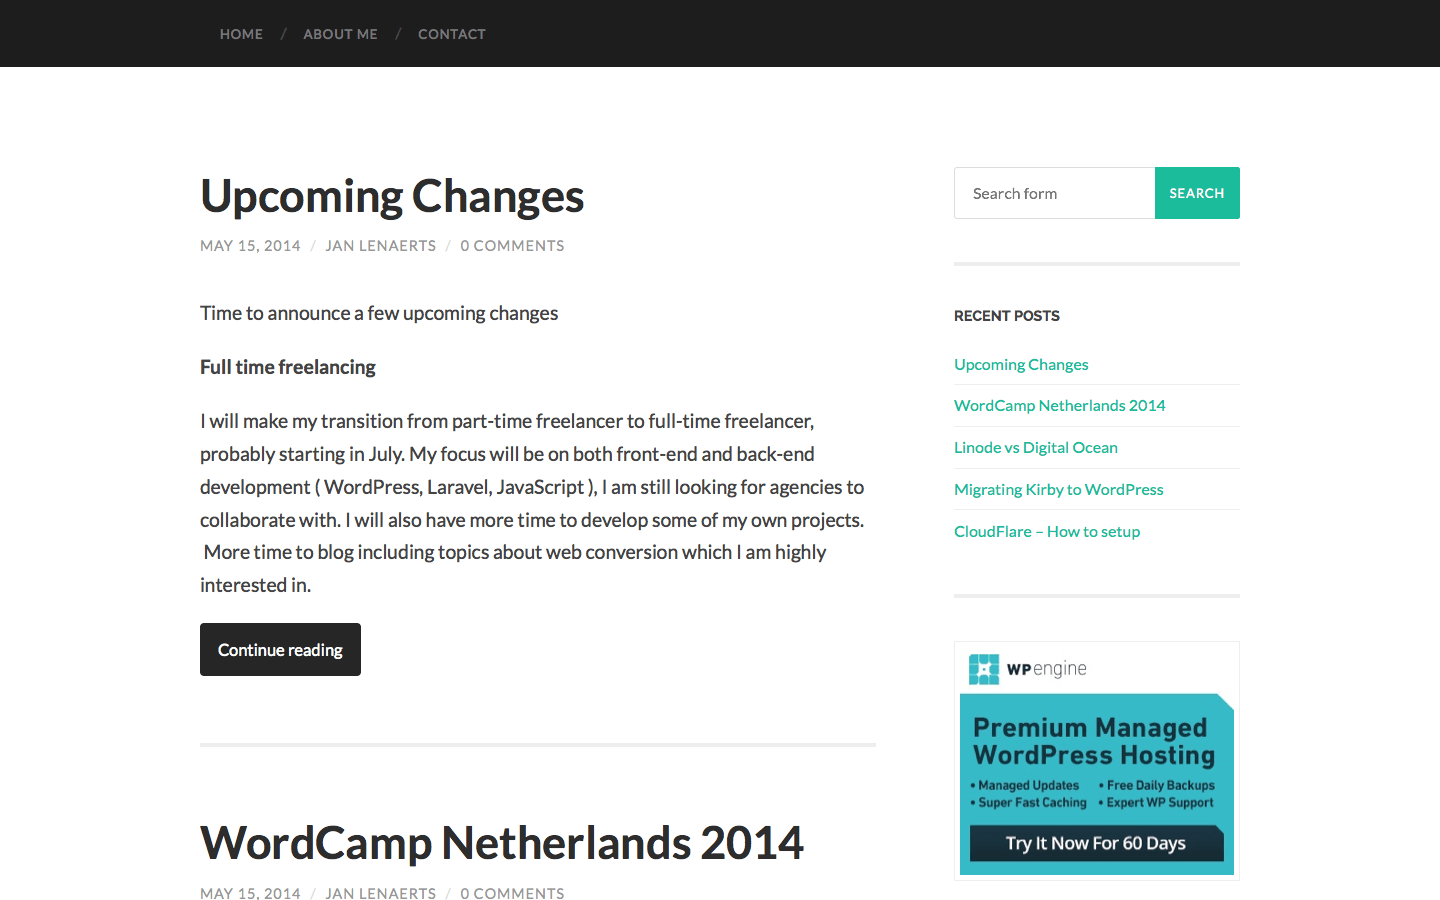 HOME / ABOUT ME / CONTACT
Upcoming Changes
MAY 15, 2014 / JAN LENAERTS / 0 COMMENTS
Time to announce a few upcoming changes
Full time freelancing
I will make my transition from part-time freelancer to full-time freelancer,
probably starting in July. My focus will be on both front-end and back-end
development ( WordPress, Laravel, JavaScript ), I am still looking for agencies to
collaborate with. I will also have more time to develop some of my own projects.
More time to blog including topics about web conversion which I am highly
interested in.
Continue reading
WordCamp Netherlands 2014
MAY 15, 2014 / JAN LENAERTS / 0 COMMENTS
Search form SEARCH
RECENT POSTS
Upcoming Changes
WordCamp Netherlands 2014
Linode vs Digital Ocean
Migrating Kirby to WordPress
CloudFlare – How to setup
WP engine
Premium Managed
WordPress Hosting
• Managed Updates • Free Daily Backups
• Super Fast Caching • Expert WP Support
Try It Now For 60 Days